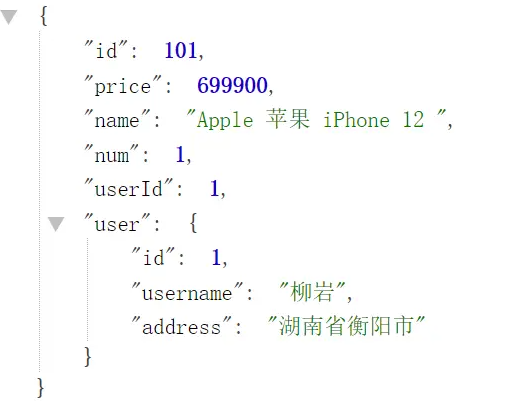 {
"id": 101,
"price": 699900,
"name": "Apple 苹果 iPhone 12 ",
"num": 1,
"userId": 1,
"user": {
"id": 1,
"username": "柳岩",
"address": "湖南省衡阳市"
}
}